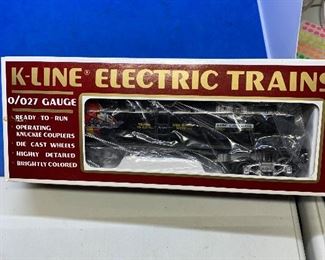 K-LINE® ELECTRIC TRAINS
O/027 GAUGE
• READY TO - RUN
• OPERATING
KNUCKLE COUPLERS
• DIE CAST WHEELS
• HIGHLY DETAILED
• BRIGHTLY COLORED